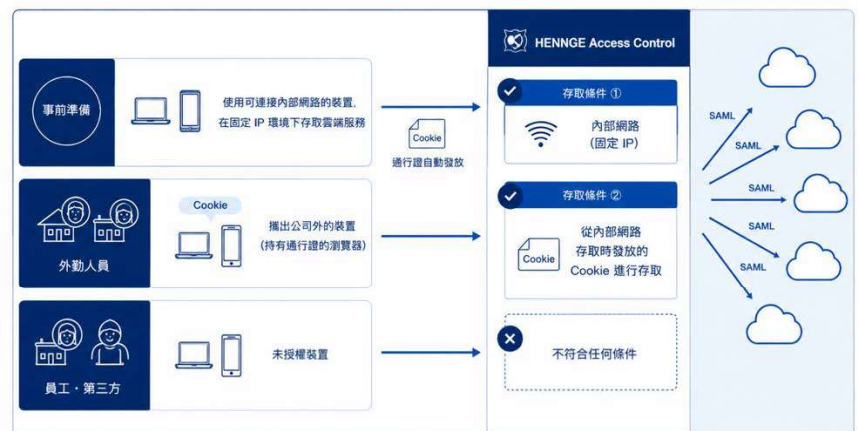 HENNGE Access Control
事前準備
使用可連接內部網路的裝置,
在固定 IP 環境下存取雲端服務
Cookie
通行證自動發放
存取條件 ①
內部網路
(固定 IP)
外勤人員
Cookie
攜出公司外的裝置
(持有通行證的瀏覽器)
存取條件 ②
Cookie
從內部網路
存取時發放的
Cookie 進行存取
員工・第三方
未授權裝置
不符合任何條件
SAML
SAML
SAML
SAML
SAML